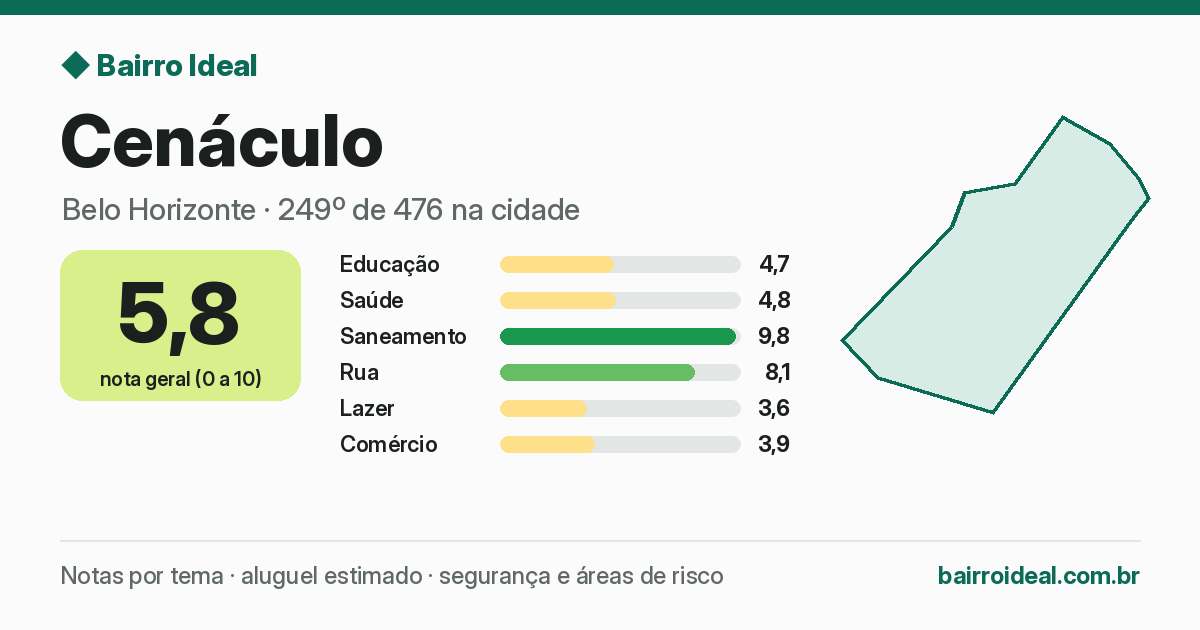 Bairro Ideal
Cenáculo
Belo Horizonte · 249º de 476 na cidade
5,8
nota geral (0 a 10)
Educação 4,7
Saúde 4,8
Saneamento 9,8
Rua 8,1
Lazer 3,6
Comércio 3,9
Notas por tema · aluguel estimado · segurança e áreas de risco
bairroideal.com.br